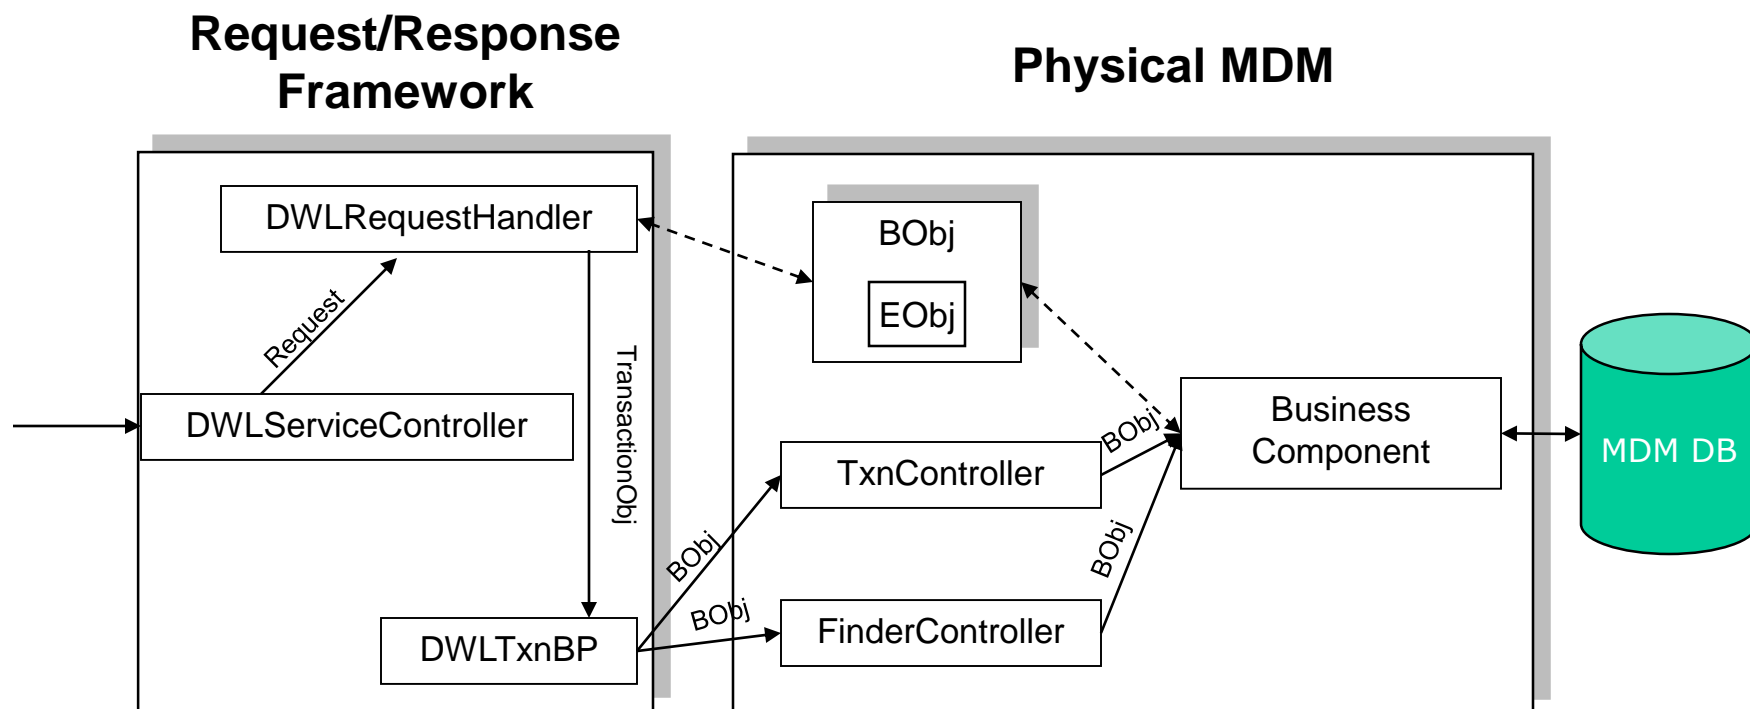 Request/Response
Framework
Physical MDM
DWLRequestHandler
BObj
EObj
Request
TransactionObj
DWLServiceController
Business
Component
MDM DB
BObj
TxnController
BObj
BObj
BObj
FinderController
DWLTxnBP